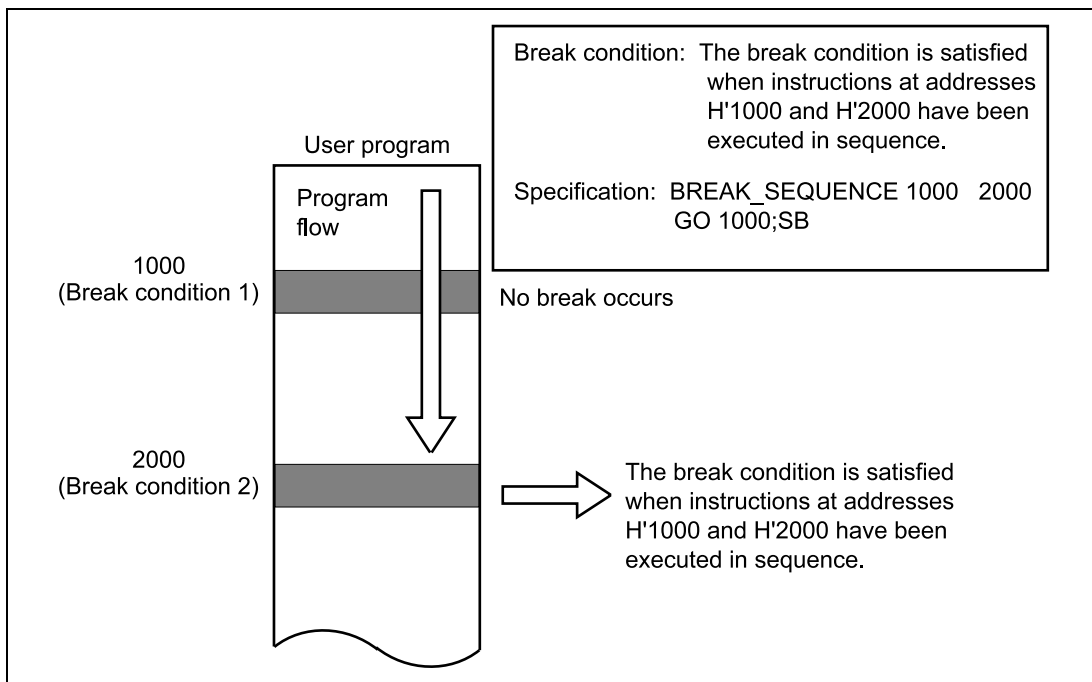 Break condition: The break condition is satisfied
when instructions at addresses
H'1000 and H'2000 have been
executed in sequence.
Specification: BREAK_SEQUENCE 1000 2000
GO 1000;SB
User program
Program
flow
1000
(Break condition 1)
No break occurs
2000
(Break condition 2)
The break condition is satisfied
when instructions at addresses
H'1000 and H'2000 have been
executed in sequence.